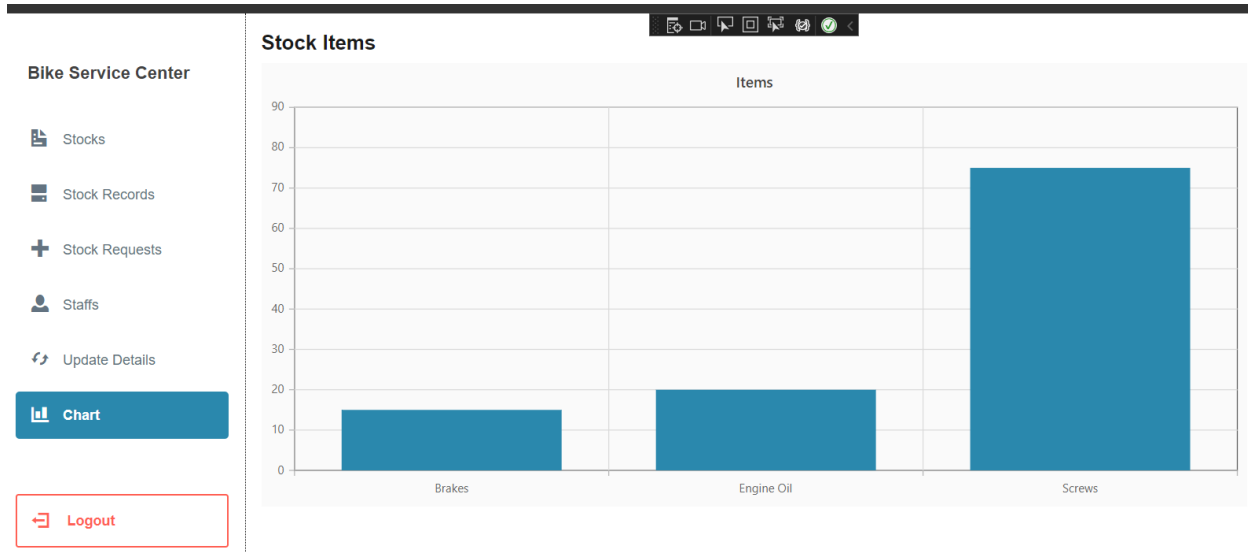 Stock Items
Bike Service Center
Stocks
Stock Records
Stock Requests
Staffs
Update Details
Chart
Logout
Items
90
80
70
60
50
40
30
20
10
0
Brakes Engine Oil Screws